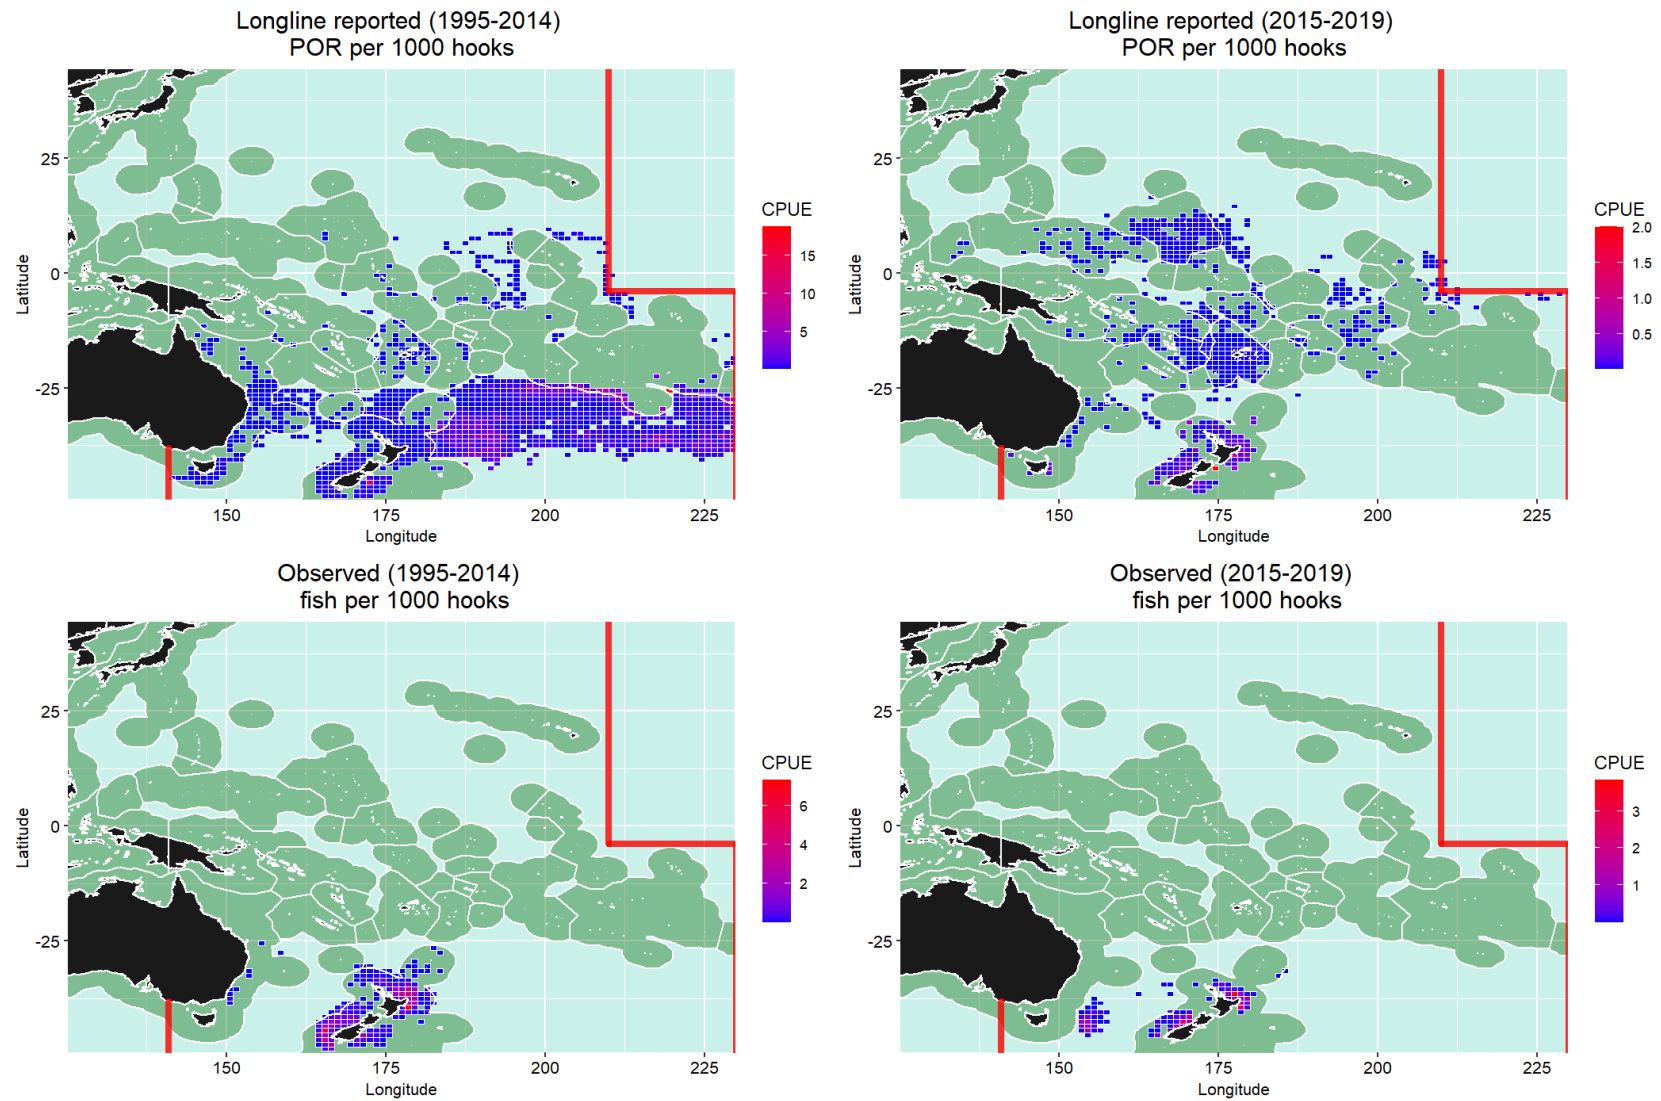 Longline reported (1995-2014)
POR per 1000 hooks
25
0
-25
Latitude
150
175
200
225
Longitude
CPUE
15
10
5
Longline reported (2015-2019)
POR per 1000 hooks
25
0
-25
Latitude
150
175
200
225
Longitude
CPUE
2.0
1.5
1.0
0.5
Observed (1995-2014)
fish per 1000 hooks
25
0
-25
Latitude
150
175
200
225
Longitude
CPUE
6
4
2
Observed (2015-2019)
fish per 1000 hooks
25
0
-25
Latitude
150
175
200
225
Longitude
CPUE
3
2
1